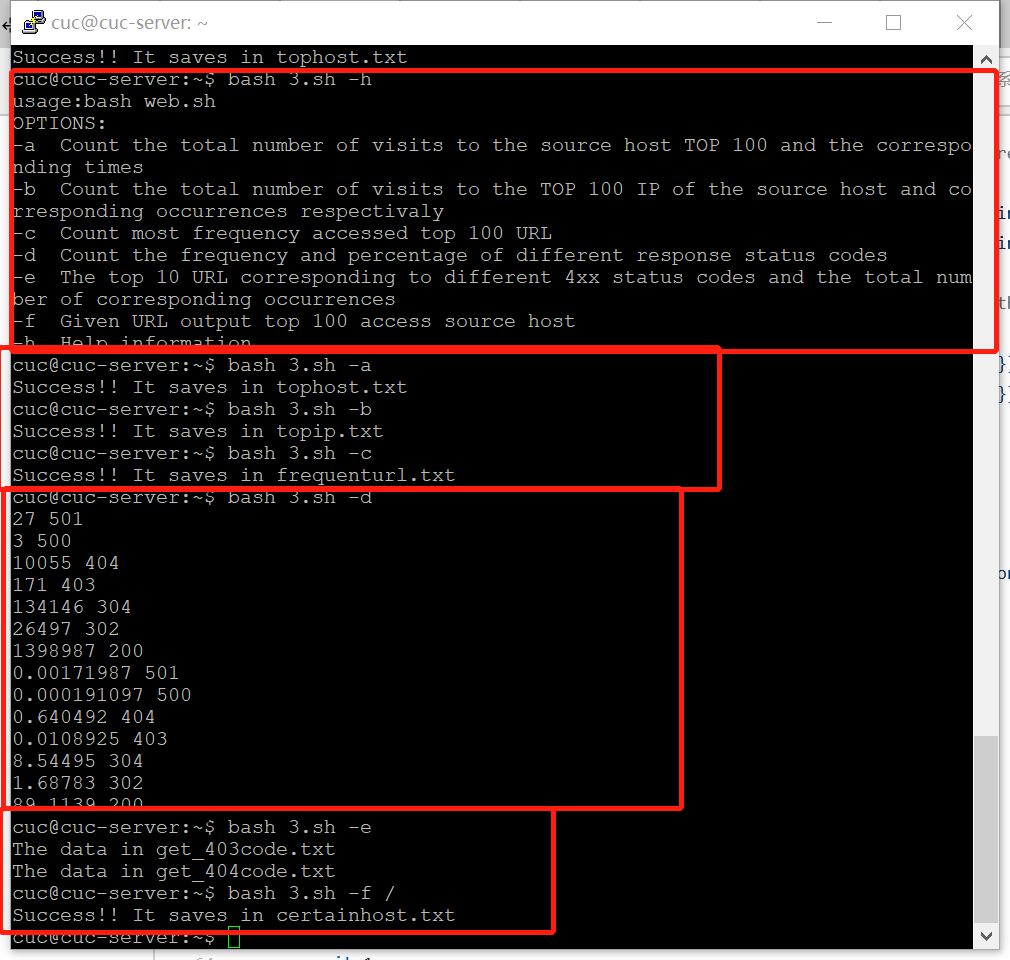 cuc@cuc-server: ~
Success!! It saves in tophost.txt
cuc@cuc-server:~$ bash 3.sh -h
usage:bash web.sh
OPTIONS:
-a  Count the total number of visits to the source host TOP 100 and the correspo
nding times
-b  Count the total number of visits to the TOP 100 IP of the source host and co
rresponding occurrences respectivaly
-c  Count most frequency accessed top 100 URL
-d  Count the frequency and percentage of different response status codes
-e  The top 10 URL corresponding to different 4xx status codes and the total num
ber of corresponding occurrences
-f  Given URL output top 100 access source host
-h  Help information
cuc@cuc-server:~$ bash 3.sh -a
Success!! It saves in tophost.txt
cuc@cuc-server:~$ bash 3.sh -b
Success!! It saves in topip.txt
cuc@cuc-server:~$ bash 3.sh -c
Success!! It saves in frequenturl.txt
cuc@cuc-server:~$ bash 3.sh -d
27 501
3 500
10055 404
171 403
134146 304
26497 302
1398987 200
0.00171987 501
0.000191097 500
0.640492 404
0.0108925 403
8.54495 304
1.68783 302
89.1139 200
cuc@cuc-server:~$ bash 3.sh -e
The data in get_403code.txt
The data in get_404code.txt
cuc@cuc-server:~$ bash 3.sh -f /
Success!! It saves in certainhost.txt
cuc@cuc-server:~$